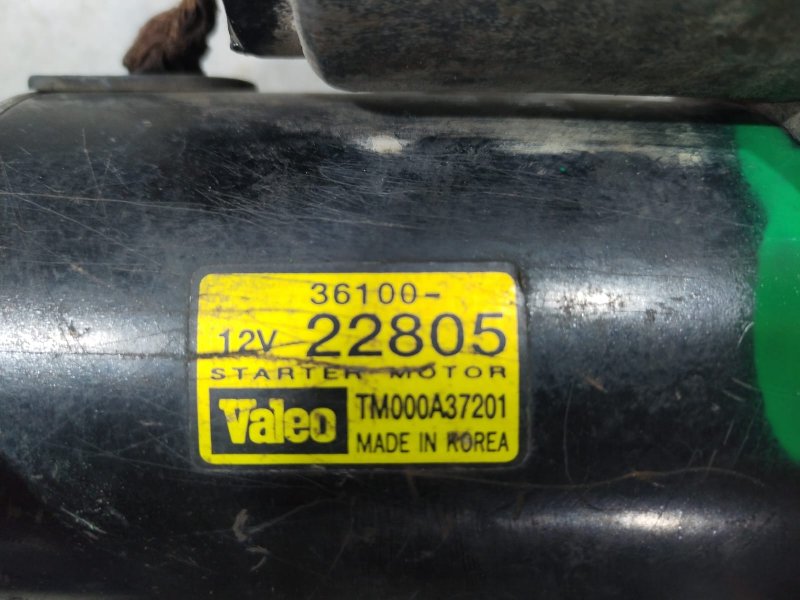 36100-
12V 22805
STARTER MOTOR
Valeo TM000A37201
MADE IN KOREA